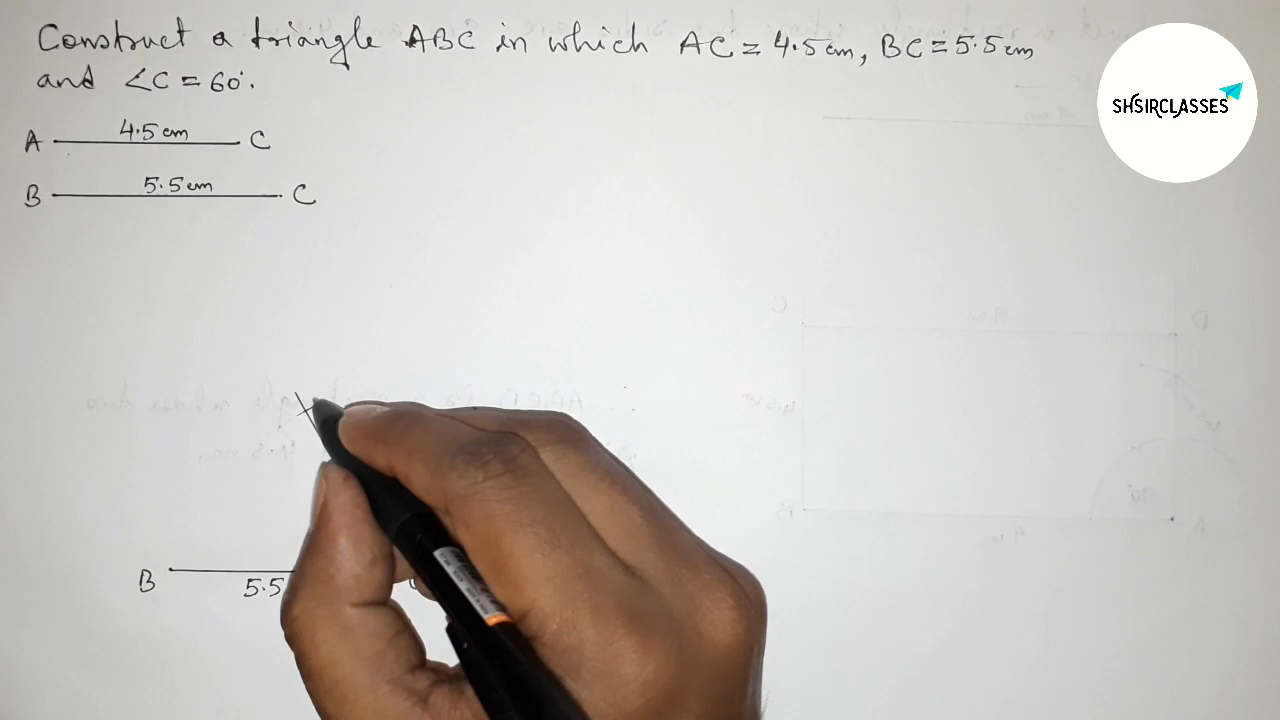 Construct a triangle ABC in which AC = 4.5 cm, BC = 5.5 cm
and ∠C = 60°.
SHSIRCLASSES
A 4.5 cm C
B 5.5 cm C
B
5.5